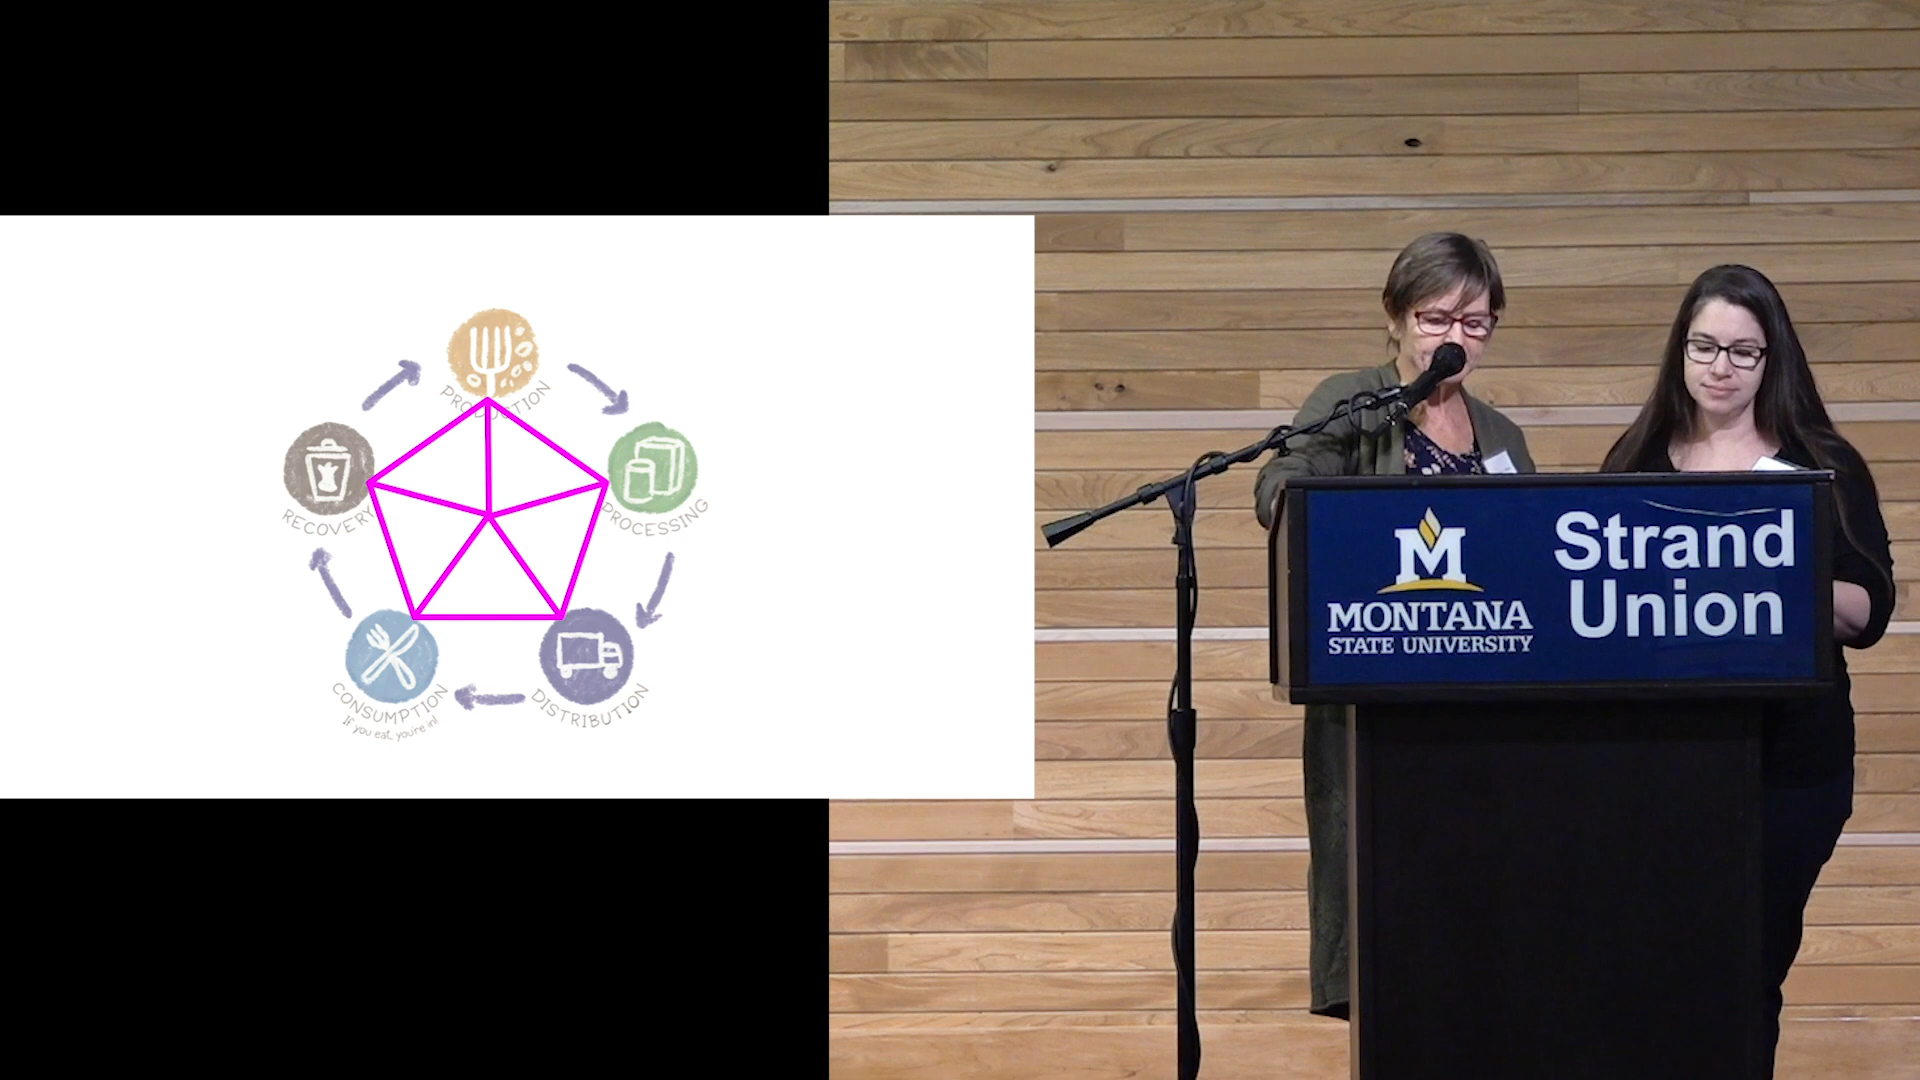 PRODUCTION
RECOVERY
PROCESSING
CONSUMPTION
If you eat, you're in!
DISTRIBUTION
M
MONTANA
STATE UNIVERSITY
Strand
Union